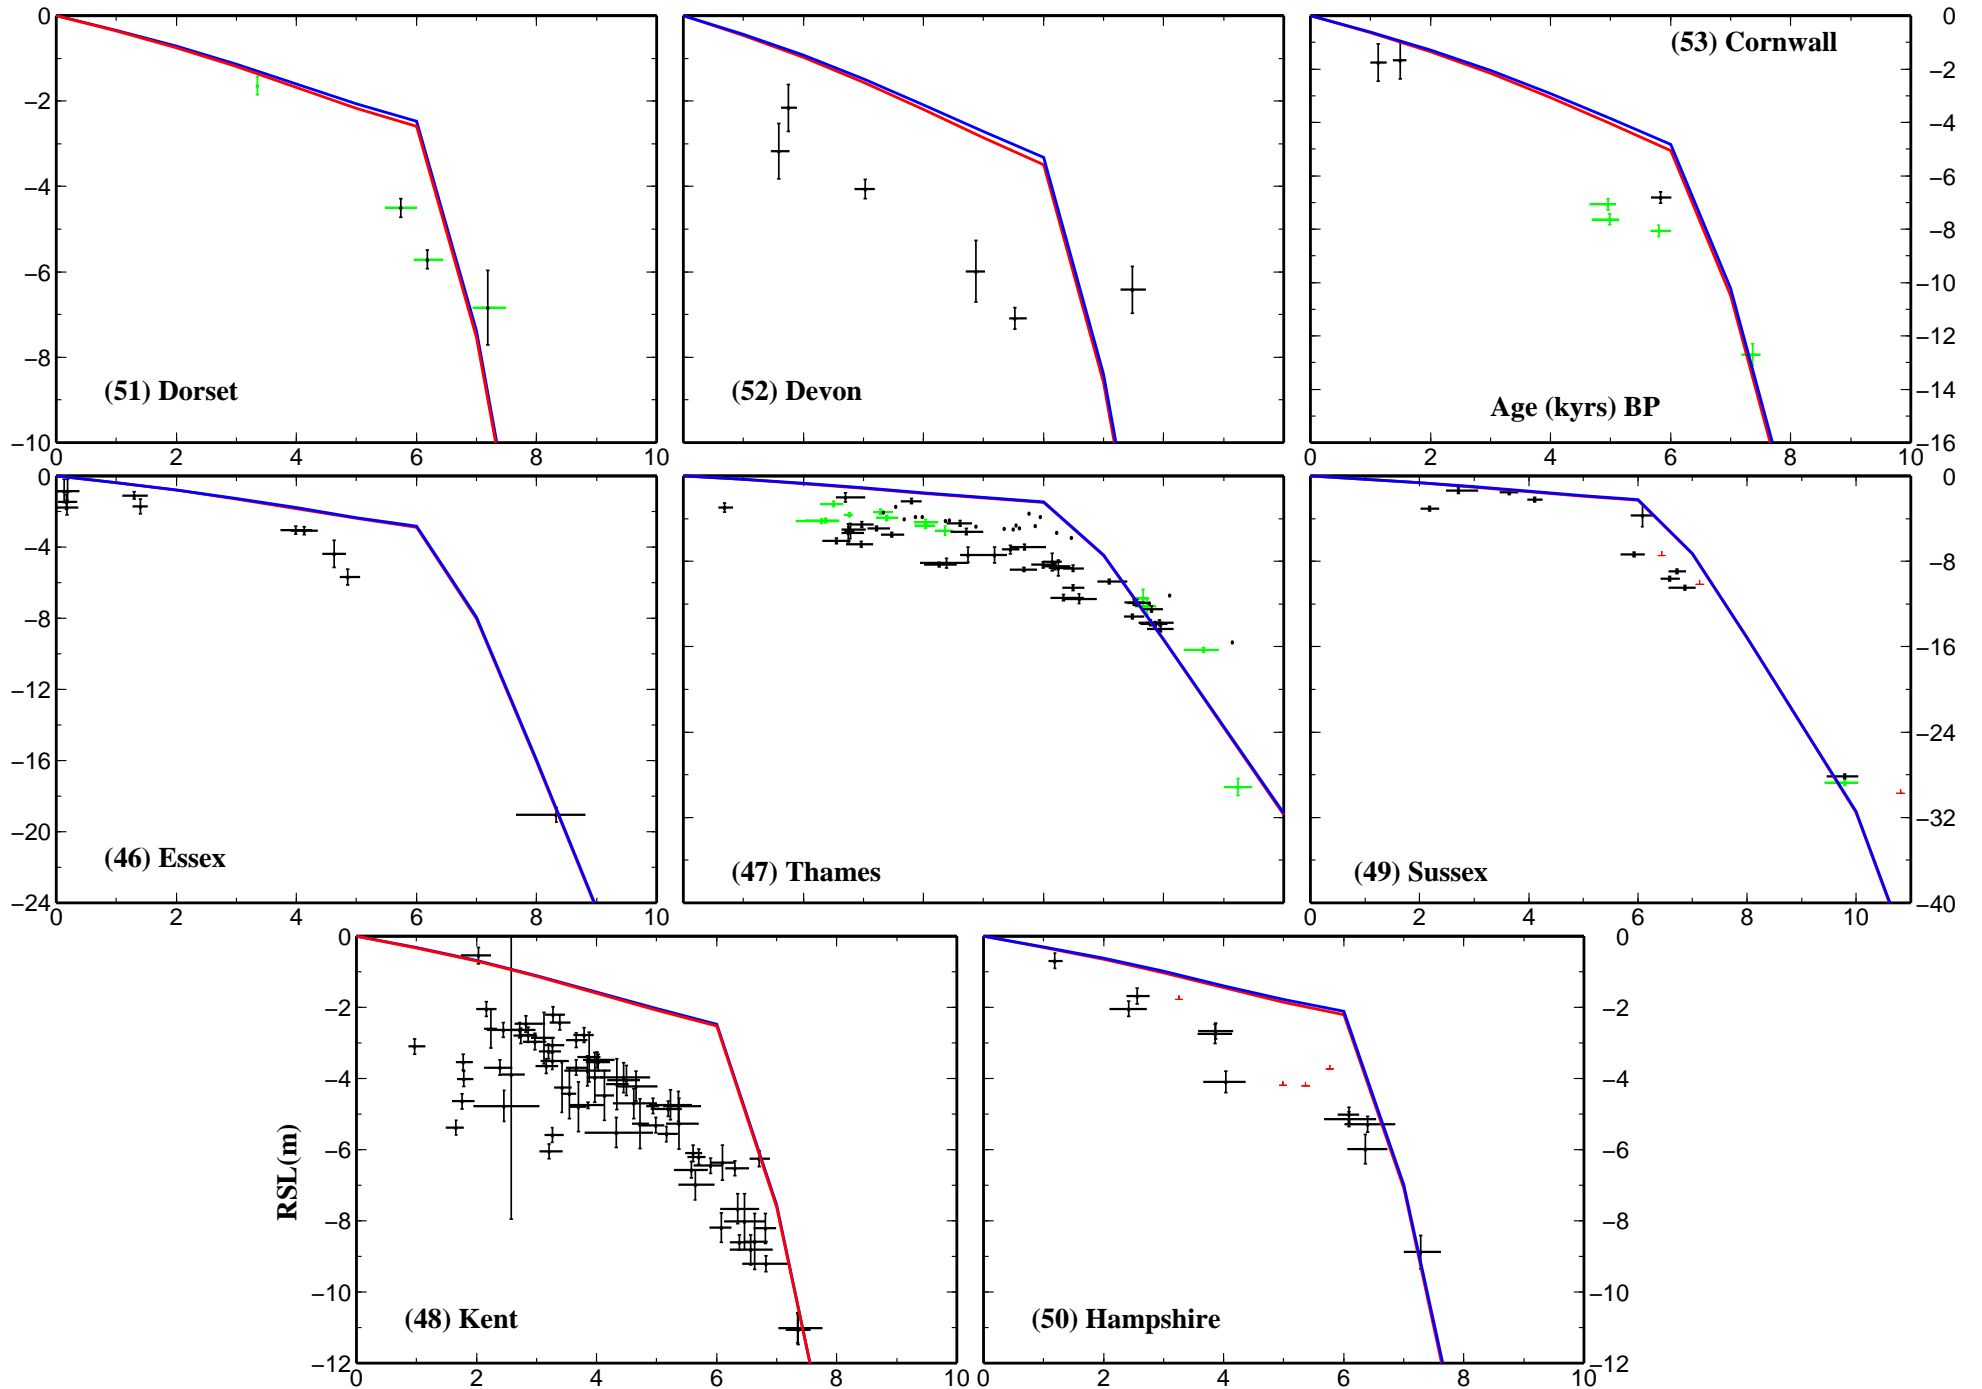 0
0
(53) Cornwall
−2
−2
−4
−4
−6
−6
−8
−8
−10
(51) Dorset
(52) Devon
−12
Age (kyrs) BP
−14
−10
−16
0 2 4 6 8 10
0 2 4 6 8 10
0
0
−4
−8
−8
−16
−12
−24
−16
−20
−32
(46) Essex
(47) Thames
(49) Sussex
−24
−40
0 2 4 6 8 10
0 2 4 6 8 10
0
0
−2
−2
−4
−4
−6
−6
RSL(m)
−8
−8
−10
−10
(48) Kent
(50) Hampshire
−12
−12
0 2 4 6 8 10
0 2 4 6 8 10